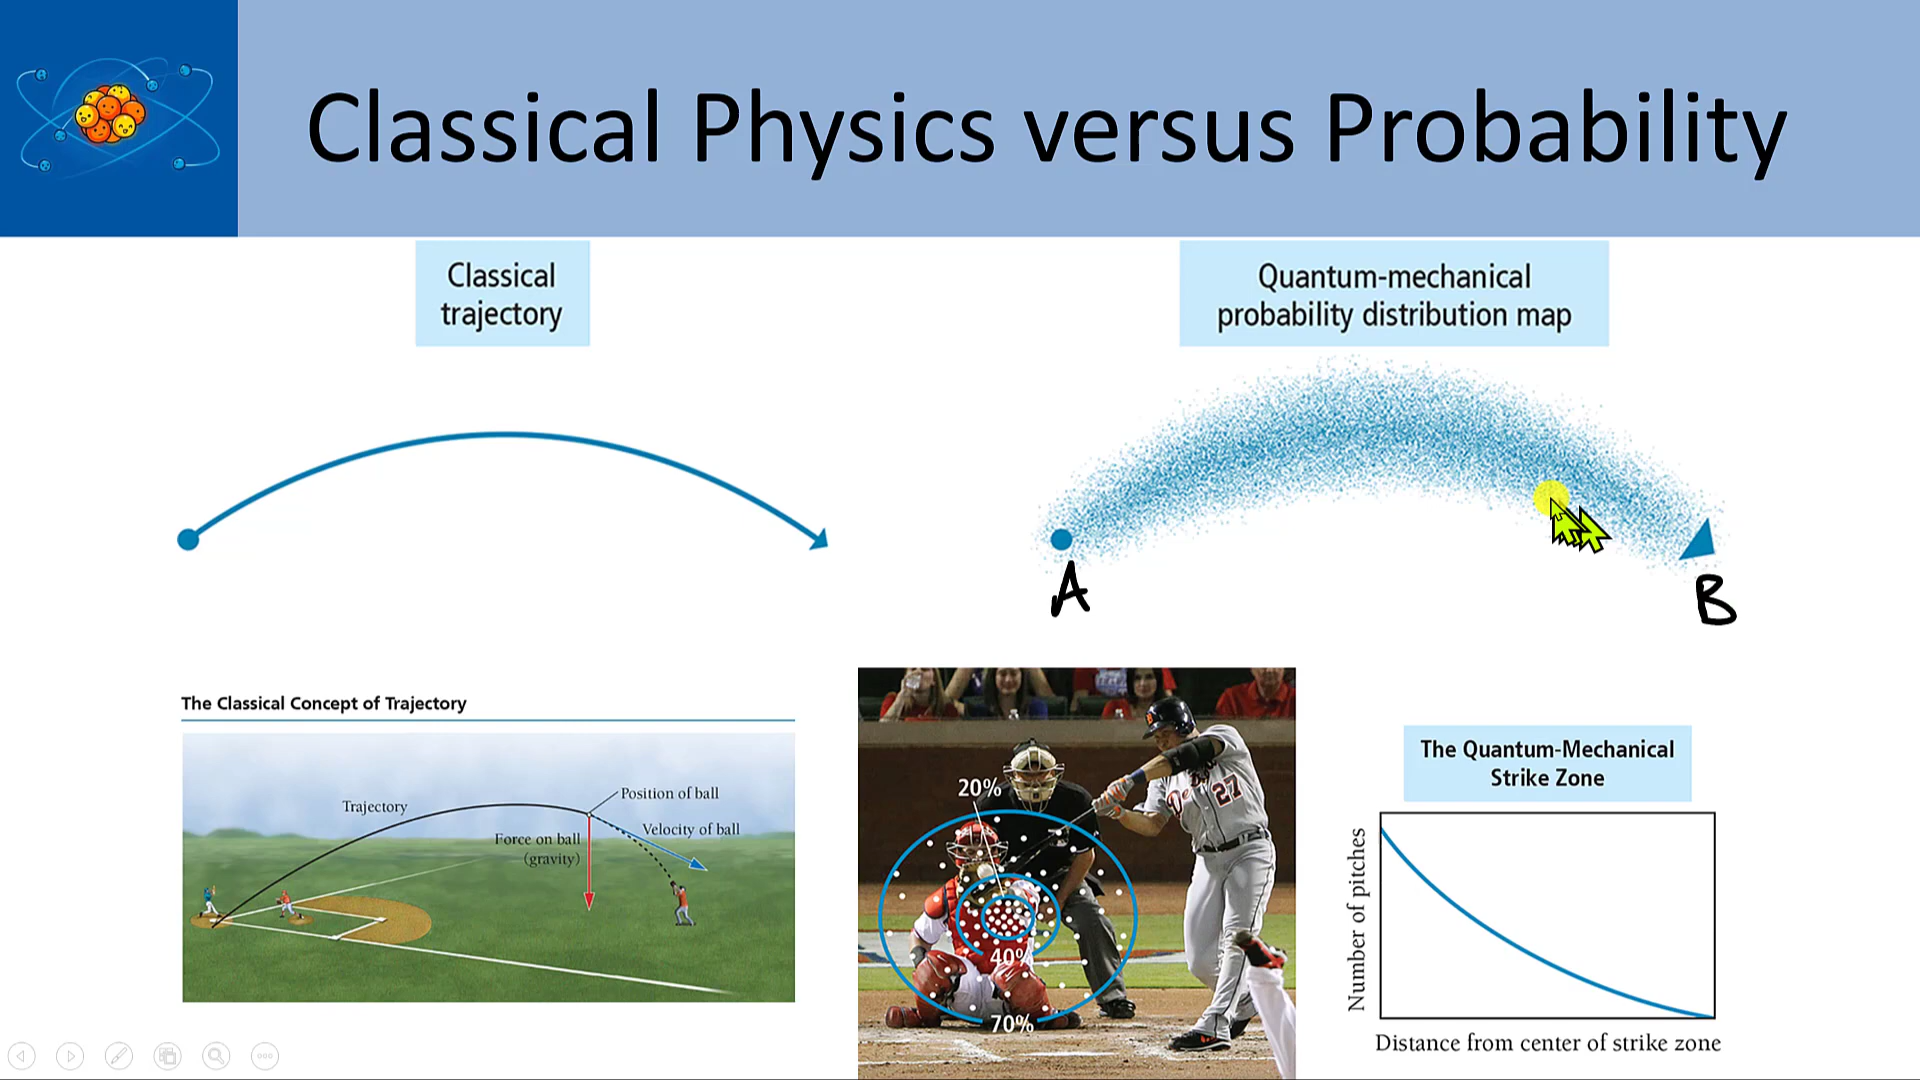 Classical Physics versus Probability
Classical
trajectory
Quantum-mechanical
probability distribution map
A
B
The Classical Concept of Trajectory
Trajectory
Position of ball
Velocity of ball
Force on ball
(gravity)
20%
40%
70%
De
27
The Quantum-Mechanical
Strike Zone
Number of pitches
Distance from center of strike zone